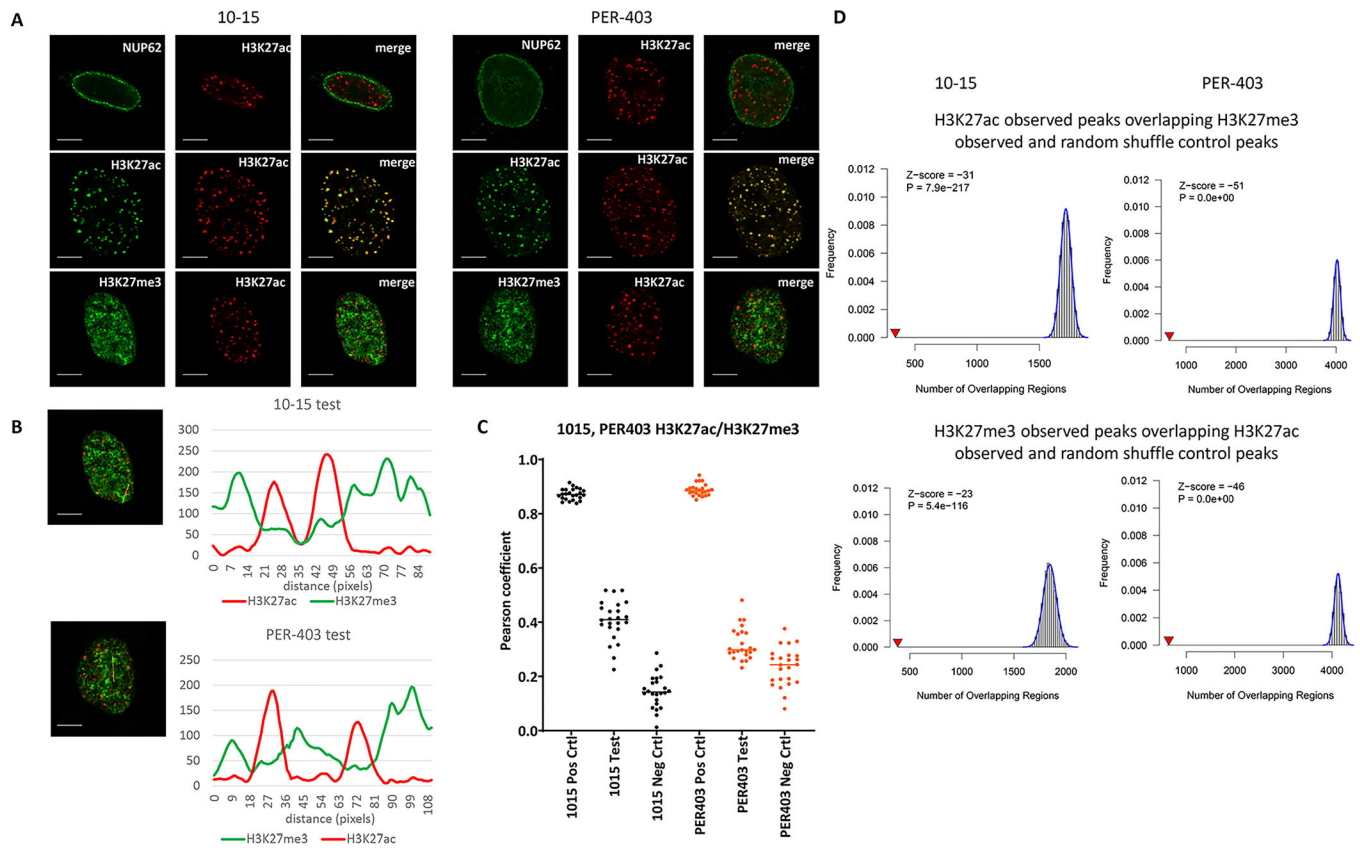 A
10-15
PER-403
NUP62
H3K27ac
merge
NUP62
H3K27ac
merge
H3K27ac
H3K27ac
merge
H3K27ac
H3K27ac
merge
H3K27me3
H3K27ac
merge
H3K27me3
H3K27ac
merge
B
10-15 test
300
250
200
150
100
50
0
0 7 14 21 28 35 42 49 56 63 70 77 84
distance (pixels)
H3K27ac H3K27me3
PER-403 test
250
200
150
100
50
0
0 9 18 27 36 45 54 63 72 81 90 99 108
distance (pixels)
H3K27me3 H3K27ac
C
1015, PER403 H3K27ac/H3K27me3
Pearson coefficient
1.0
0.8
0.6
0.4
0.2
0.0
1015 Pos Crtl
1015 Test
1015 Neg Crtl
PER403 Pos Crtl
PER403 Test
PER403 Neg Crtl
D
10-15
PER-403
H3K27ac observed peaks overlapping H3K27me3
observed and random shuffle control peaks
Z−score = −31
P = 7.9e−217
Frequency
0.012
0.010
0.008
0.006
0.004
0.002
0.000
500 1000 1500
Number of Overlapping Regions
Z−score = −51
P = 0.0e+00
Frequency
0.012
0.010
0.008
0.006
0.004
0.002
0.000
1000 2000 3000 4000
Number of Overlapping Regions
H3K27me3 observed peaks overlapping H3K27ac
observed and random shuffle control peaks
Z−score = −23
P = 5.4e−116
Frequency
0.012
0.010
0.008
0.006
0.004
0.002
0.000
500 1000 1500 2000
Number of Overlapping Regions
Z−score = −46
P = 0.0e+00
Frequency
0.012
0.010
0.008
0.006
0.004
0.002
0.000
1000 2000 3000 4000
Number of Overlapping Regions